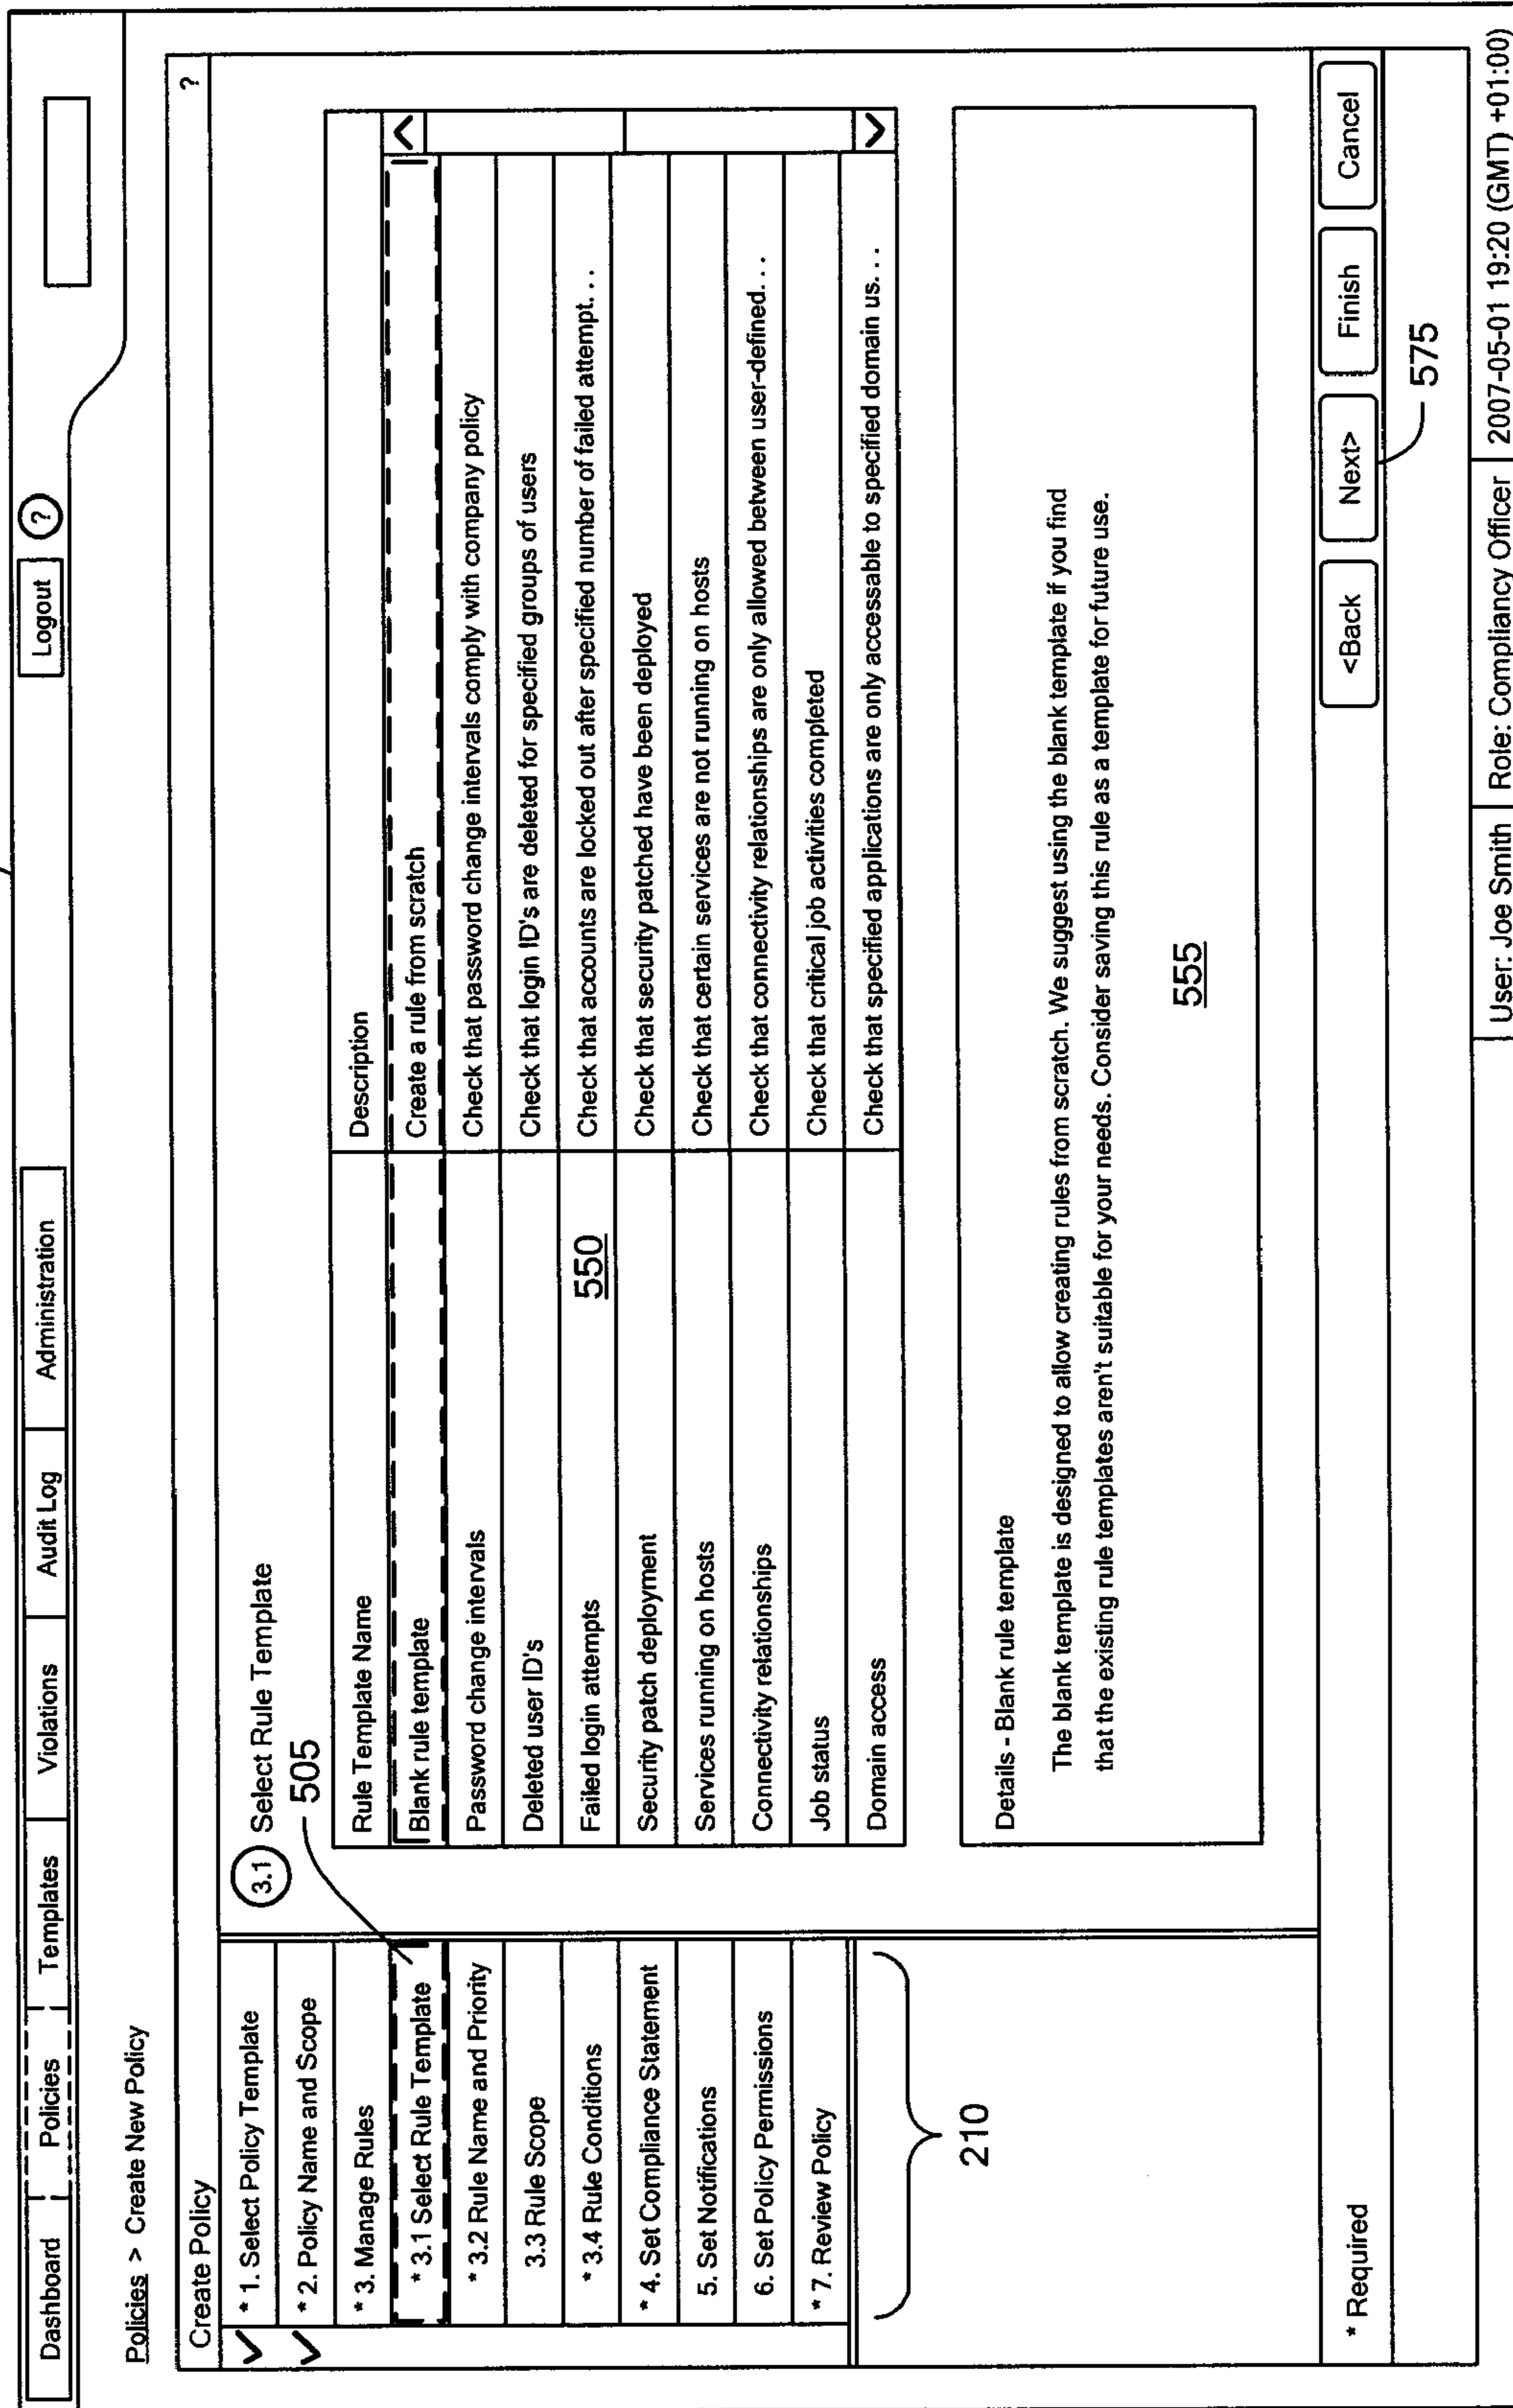 Logout ?
Dashboard Policies Templates Violations Audit Log Administration
Policies > Create New Policy
Create Policy ?
* 1. Select Policy Template
* 2. Policy Name and Scope
* 3. Manage Rules
* 3.1 Select Rule Template
* 3.2 Rule Name and Priority
3.3 Rule Scope
* 3.4 Rule Conditions
* 4. Set Compliance Statement
5. Set Notifications
6. Set Policy Permissions
* 7. Review Policy
210
3.1 Select Rule Template
505
Rule Template Name Description
Blank rule template Create a rule from scratch
Password change intervals Check that password change intervals comply with company policy
Deleted user ID's Check that login ID's are deleted for specified groups of users
Failed login attempts 550 Check that accounts are locked out after specified number of failed attempt. . .
Security patch deployment Check that security patched have been deployed
Services running on hosts Check that certain services are not running on hosts
Connectivity relationships Check that connectivity relationships are only allowed between user-defined. . .
Job status Check that critical job activities completed
Domain access Check that specified applications are only accessable to specified domain us. . .
Details - Blank rule template
The blank template is designed to allow creating rules from scratch. We suggest using the blank template if you find
that the existing rule templates aren't suitable for your needs. Consider saving this rule as a template for future use.
555
* Required <Back Next> Finish Cancel
575
User: Joe Smith Role: Compliancy Officer 2007-05-01 19:20 (GMT) +01:00)